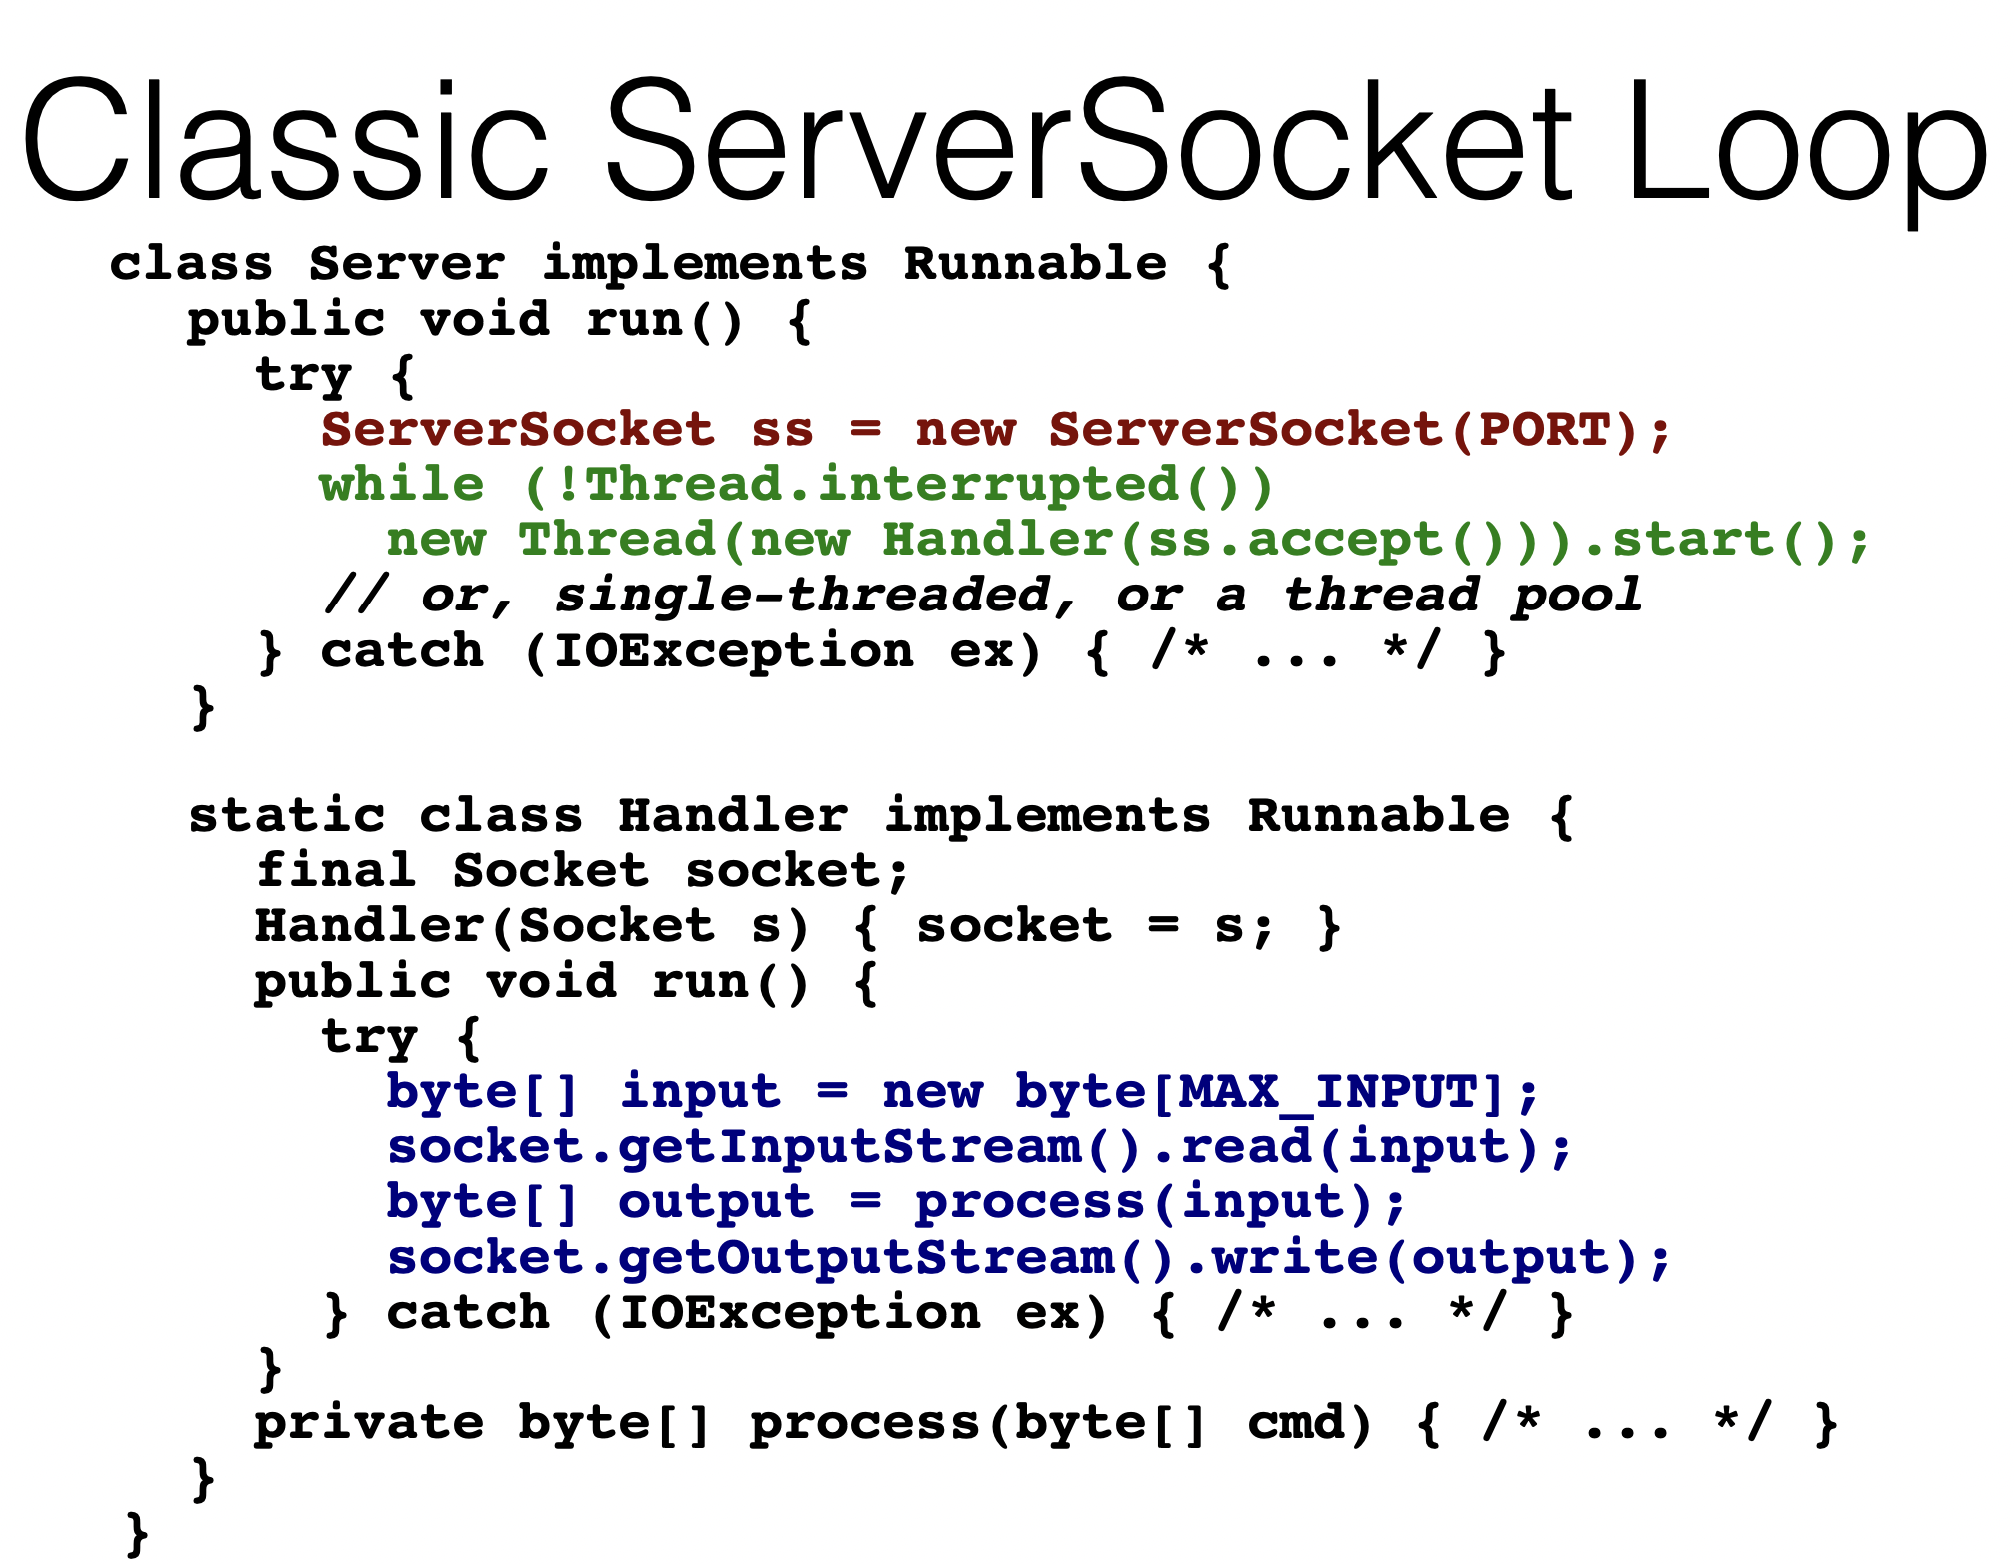 Classic ServerSocket Loop
class Server implements Runnable {
public void run() {
try {
ServerSocket ss = new ServerSocket(PORT);
while (!Thread.interrupted())
new Thread(new Handler(ss.accept())).start();
// or, single-threaded, or a thread pool
} catch (IOException ex) { /* ... */ }
}
static class Handler implements Runnable {
final Socket socket;
Handler(Socket s) { socket = s; }
public void run() {
try {
byte[] input = new byte[MAX_INPUT];
socket.getInputStream().read(input);
byte[] output = process(input);
socket.getOutputStream().write(output);
} catch (IOException ex) { /* ... */ }
}
private byte[] process(byte[] cmd) { /* ... */ }
}
}